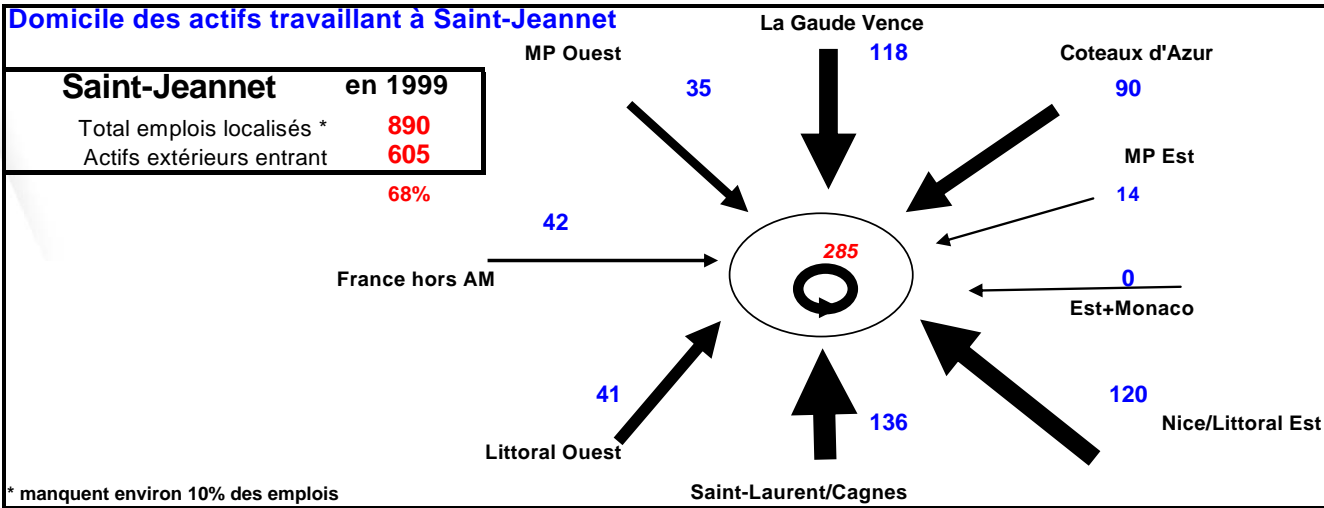 Domicile des actifs travaillant à Saint-Jeannet
La Gaude Vence
118
MP Ouest
35
Coteaux d'Azur
90
Saint-Jeannet en 1999
Total emplois localisés * 890
Actifs extérieurs entrant 605
68%
MP Est
14
42
France hors AM
285
0
Est+Monaco
41
Littoral Ouest
136
Saint-Laurent/Cagnes
120
Nice/Littoral Est
* manquent environ 10% des emplois